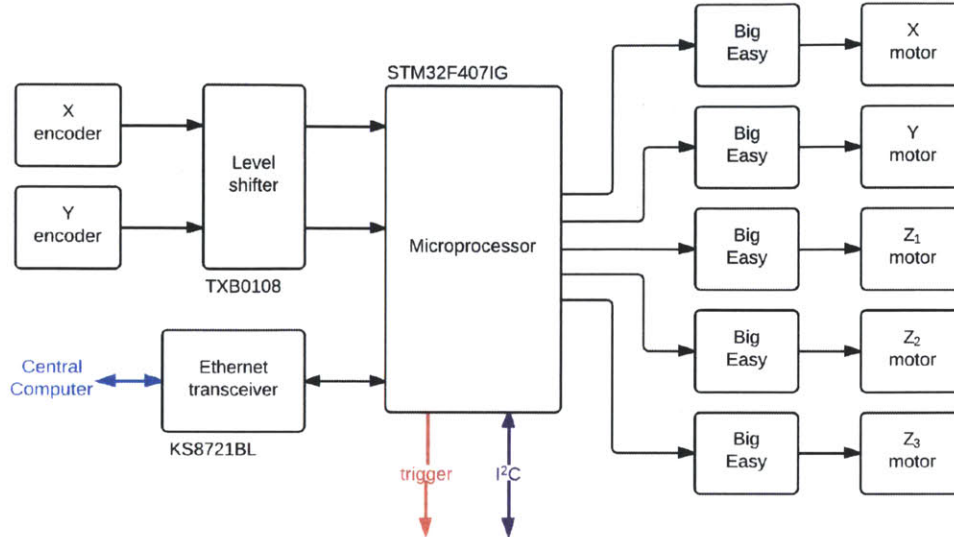 X
encoder
Y
encoder
Level
shifter
TXB0108
STM32F407IG
Microprocessor
Central
Computer
Ethernet
transceiver
KS8721BL
trigger
I²C
Big
Easy
X
motor
Big
Easy
Y
motor
Big
Easy
Z₁
motor
Big
Easy
Z₂
motor
Big
Easy
Z₃
motor